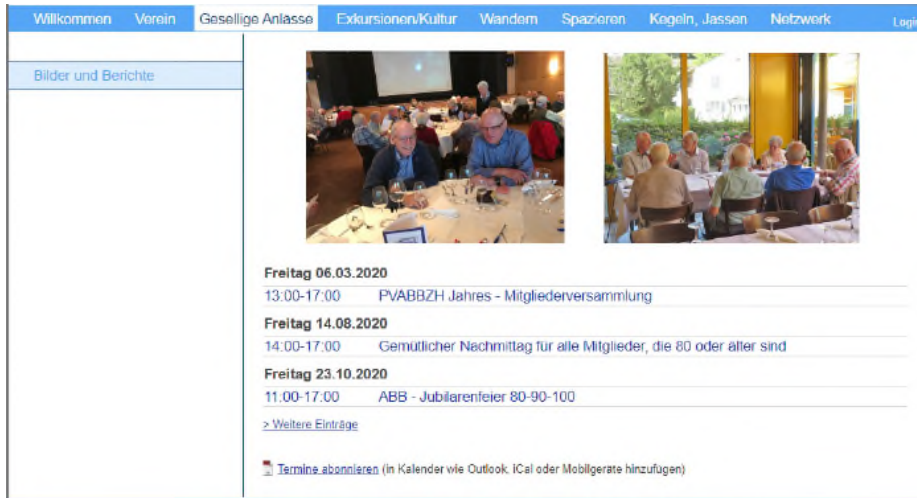 Willkommen Verein Gesellige Anlässe Exkursionen/Kultur Wandern Spazieren Kegeln, Jassen Netzwerk Login
Bilder und Berichte
Freitag 06.03.2020
13:00-17:00 PVABBZH Jahres - Mitgliederversammlung
Freitag 14.08.2020
14:00-17:00 Gemütlicher Nachmittag für alle Mitglieder, die 80 oder älter sind
Freitag 23.10.2020
11:00-17:00 ABB - Jubilarenfeier 80-90-100
> Weitere Einträge
Termine abonnieren (in Kalender wie Outlook, iCal oder Mobilgeräte hinzufügen)